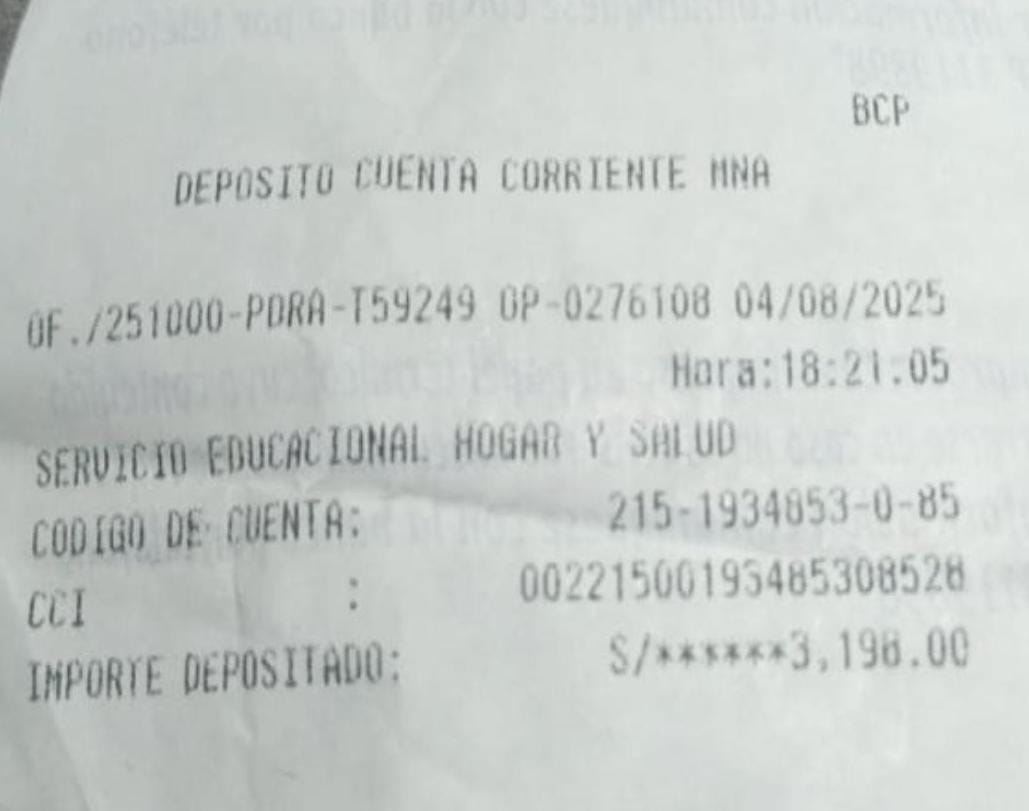 BCP
DEPOSITO CUENTA CORRIENTE MNA
OF./251000-PDRA-T59249 OP-0276108 04/08/2025
Hora:18:21:05
SERVICIO EDUCACIONAL HOGAR Y SALUD
CODIGO DE CUENTA: 215-1934853-0-85
CCI : 00221500193485308528
IMPORTE DEPOSITADO: S/******3,198.00